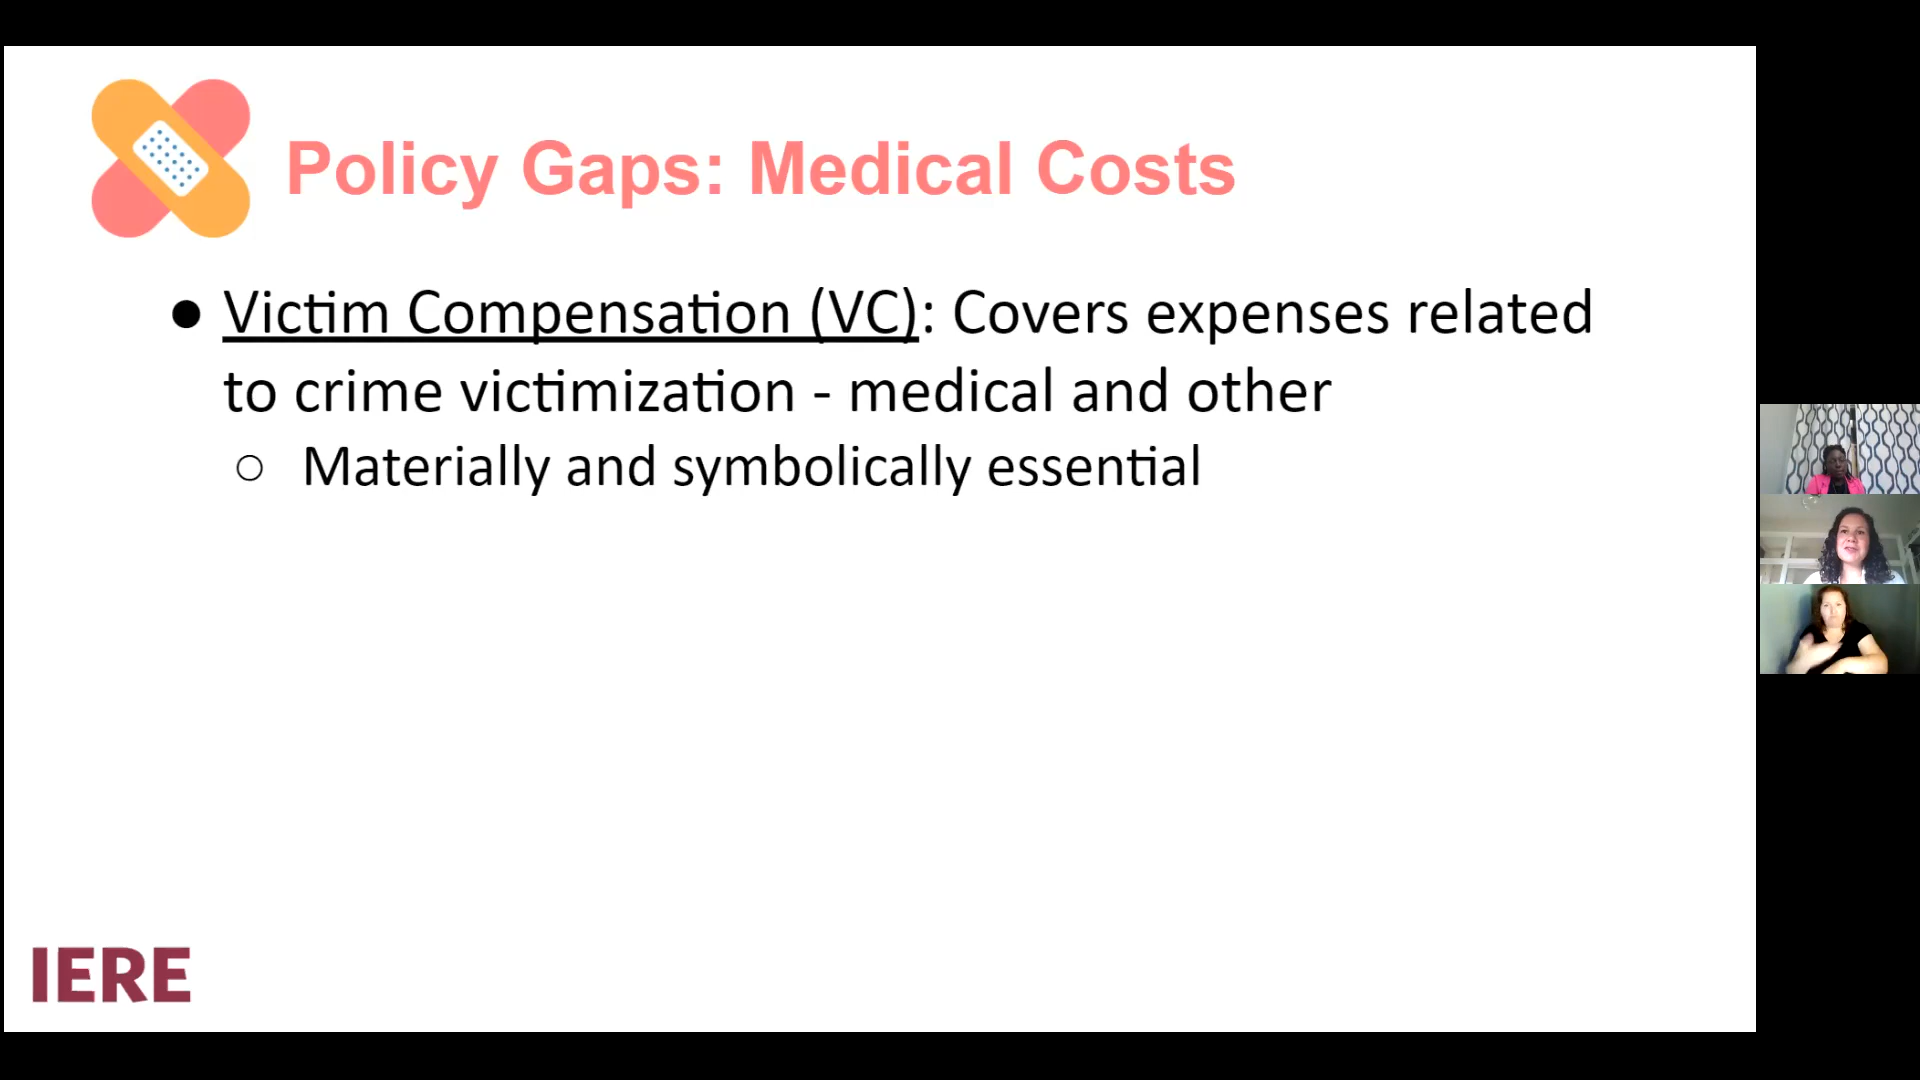 Policy Gaps: Medical Costs
● Victim Compensation (VC): Covers expenses related
to crime victimization - medical and other
○ Materially and symbolically essential
IERE